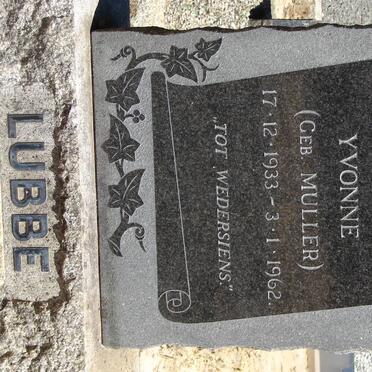 YVONNE
(GEB. MULLER)
17·12·1933 – 3·1·1962.
"TOT WEDERSIENS."
LUBBE